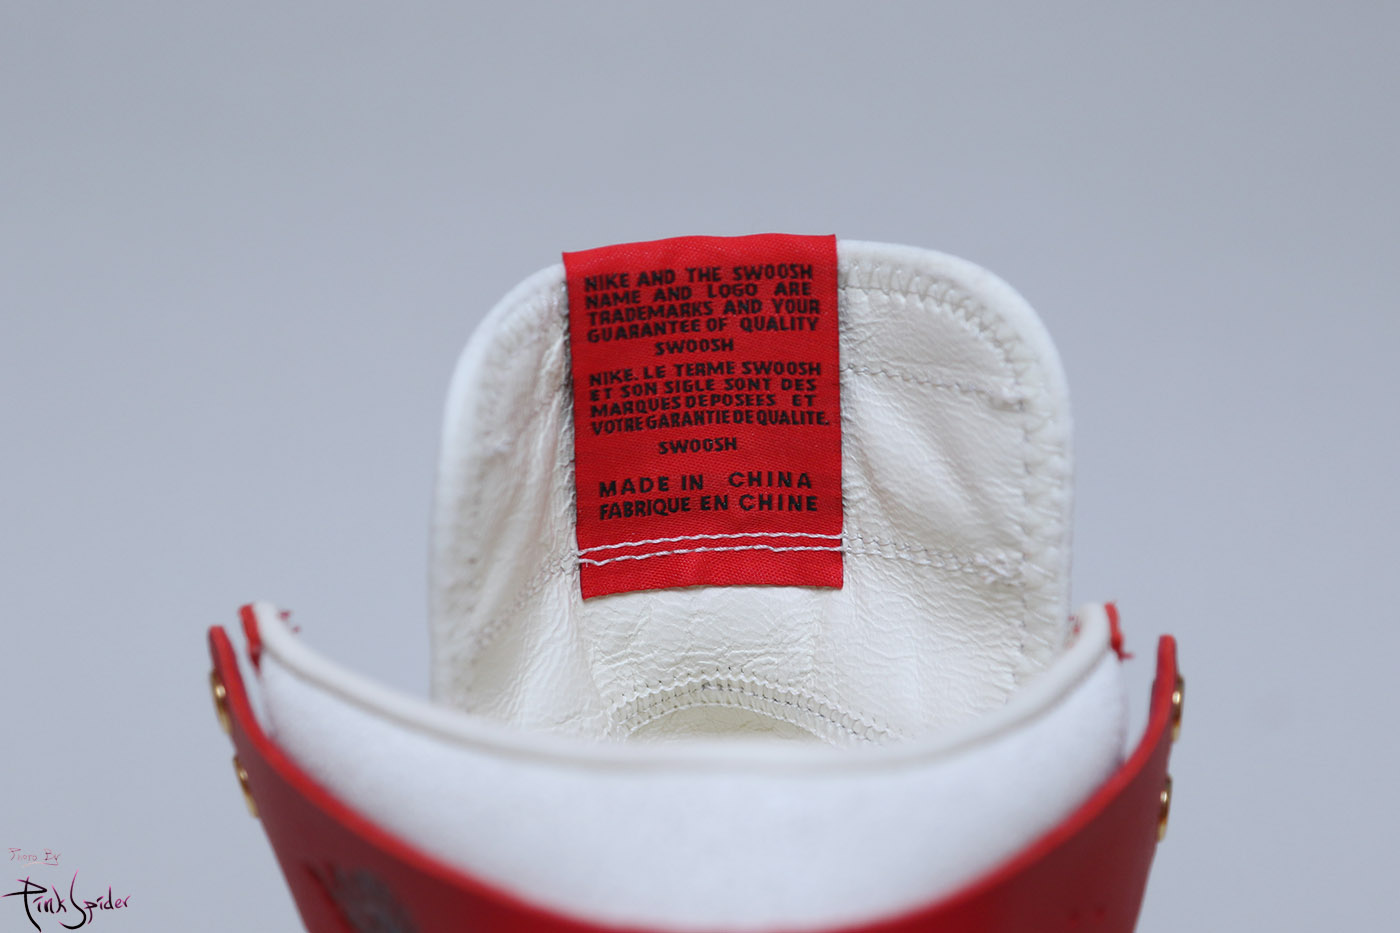 NIKE AND THE SWOOSH
NAME AND LOGO ARE
TRADEMARKS AND YOUR
GUARANTEE OF QUALITY
SWOOSH
NIKE. LE TERME SWOOSH
ET SON SIGLE SONT DES
MARQUES DEPOSEES ET
VOTRE GARANTIE DE QUALITE.
SWOOSH
MADE IN CHINA
FABRIQUE EN CHINE
Photo By
Pink Spider